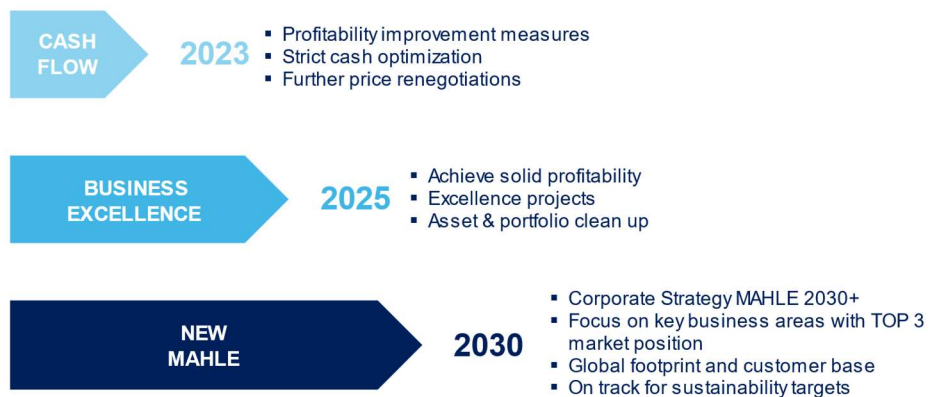 CASH
FLOW
2023
▪ Profitability improvement measures
▪ Strict cash optimization
▪ Further price renegotiations
BUSINESS
EXCELLENCE
2025
▪ Achieve solid profitability
▪ Excellence projects
▪ Asset & portfolio clean up
NEW
MAHLE
2030
▪ Corporate Strategy MAHLE 2030+
▪ Focus on key business areas with TOP 3
market position
▪ Global footprint and customer base
▪ On track for sustainability targets